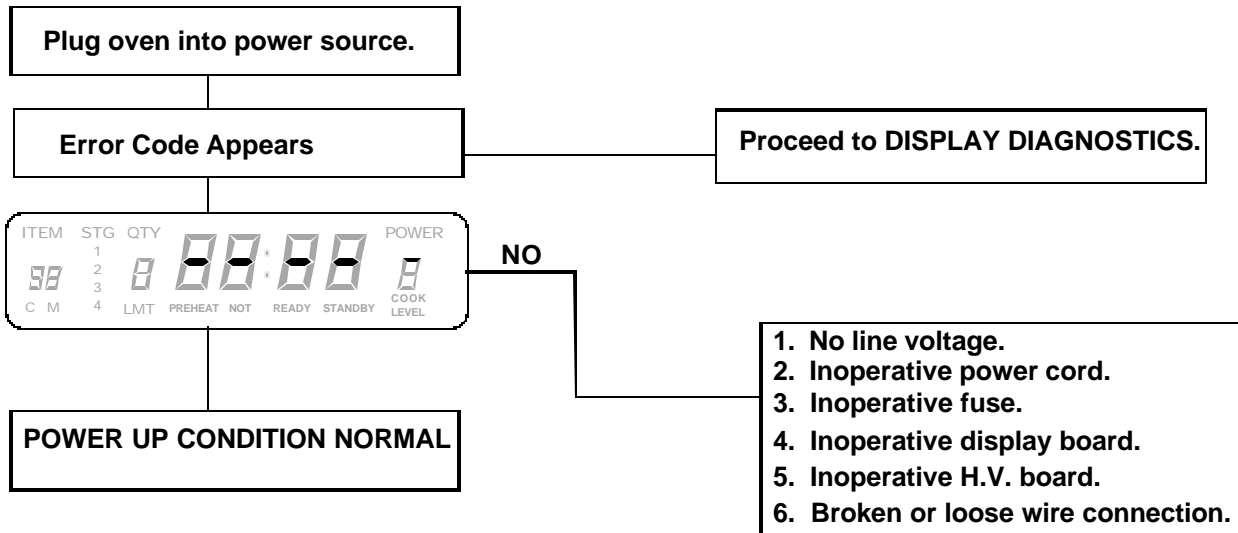 Plug oven into power source.
Error Code Appears
Proceed to DISPLAY DIAGNOSTICS.
ITEM STG QTY POWER
1
2
3
4
C M LMT PREHEAT NOT READY STANDBY COOK LEVEL
NO
POWER UP CONDITION NORMAL
1. No line voltage.
2. Inoperative power cord.
3. Inoperative fuse.
4. Inoperative display board.
5. Inoperative H.V. board.
6. Broken or loose wire connection.